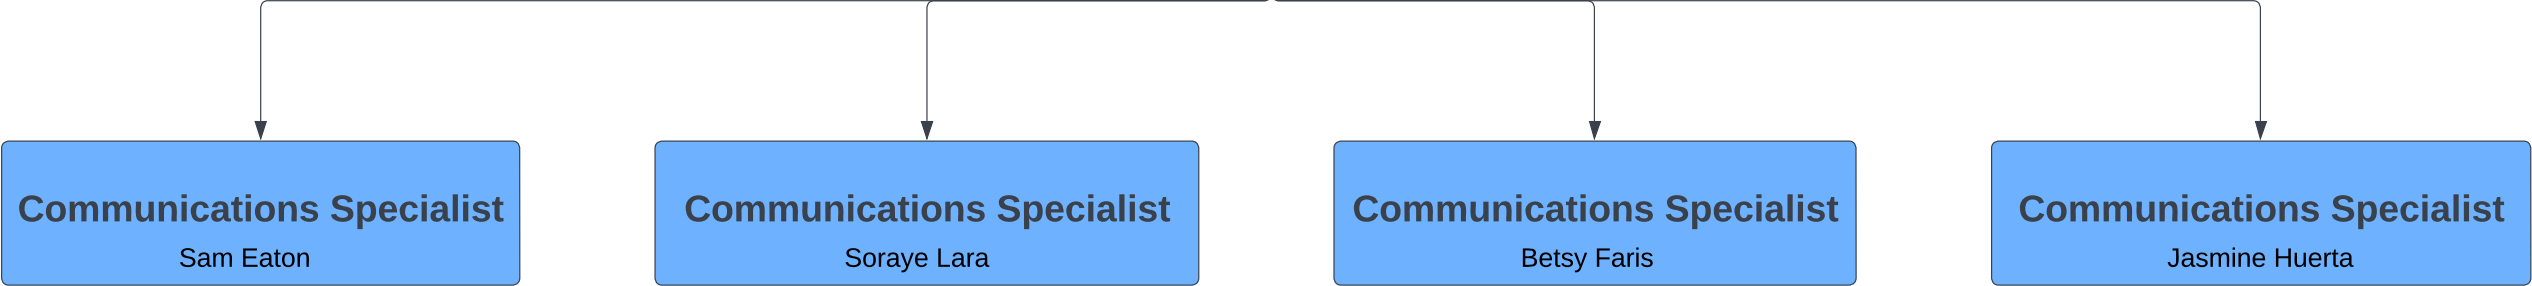 Communications Specialist
Sam Eaton
Communications Specialist
Soraye Lara
Communications Specialist
Betsy Faris
Communications Specialist
Jasmine Huerta